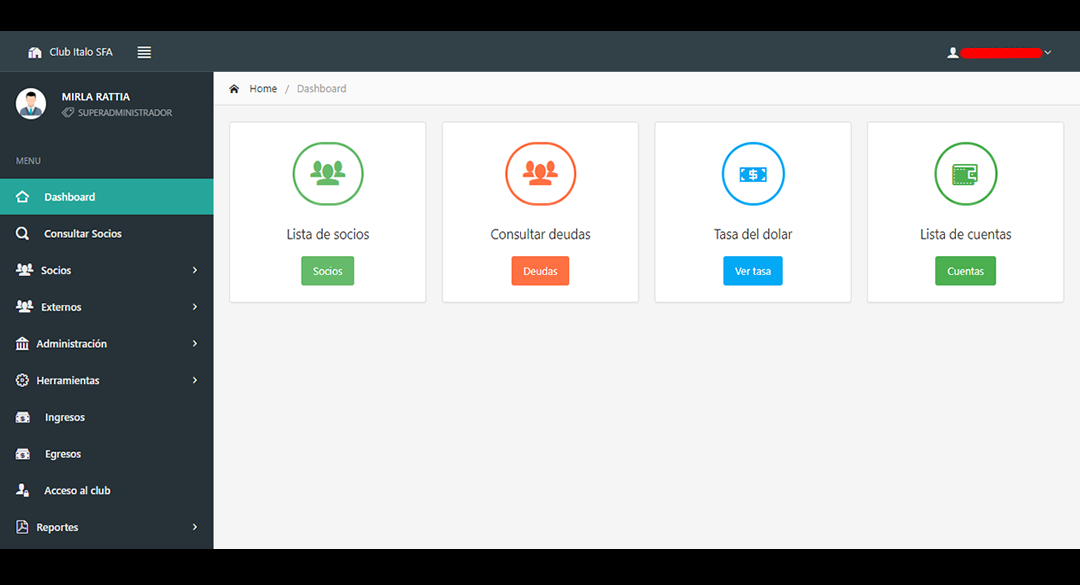 Club Italo SFA
MIRLA RATTIA
SUPERADMINISTRADOR
MENU
Dashboard
Consultar Socios
Socios
Externos
Administración
Herramientas
Ingresos
Egresos
Acceso al club
Reportes
Home / Dashboard
Lista de socios
Socios
Consultar deudas
Deudas
Tasa del dolar
Ver tasa
Lista de cuentas
Cuentas